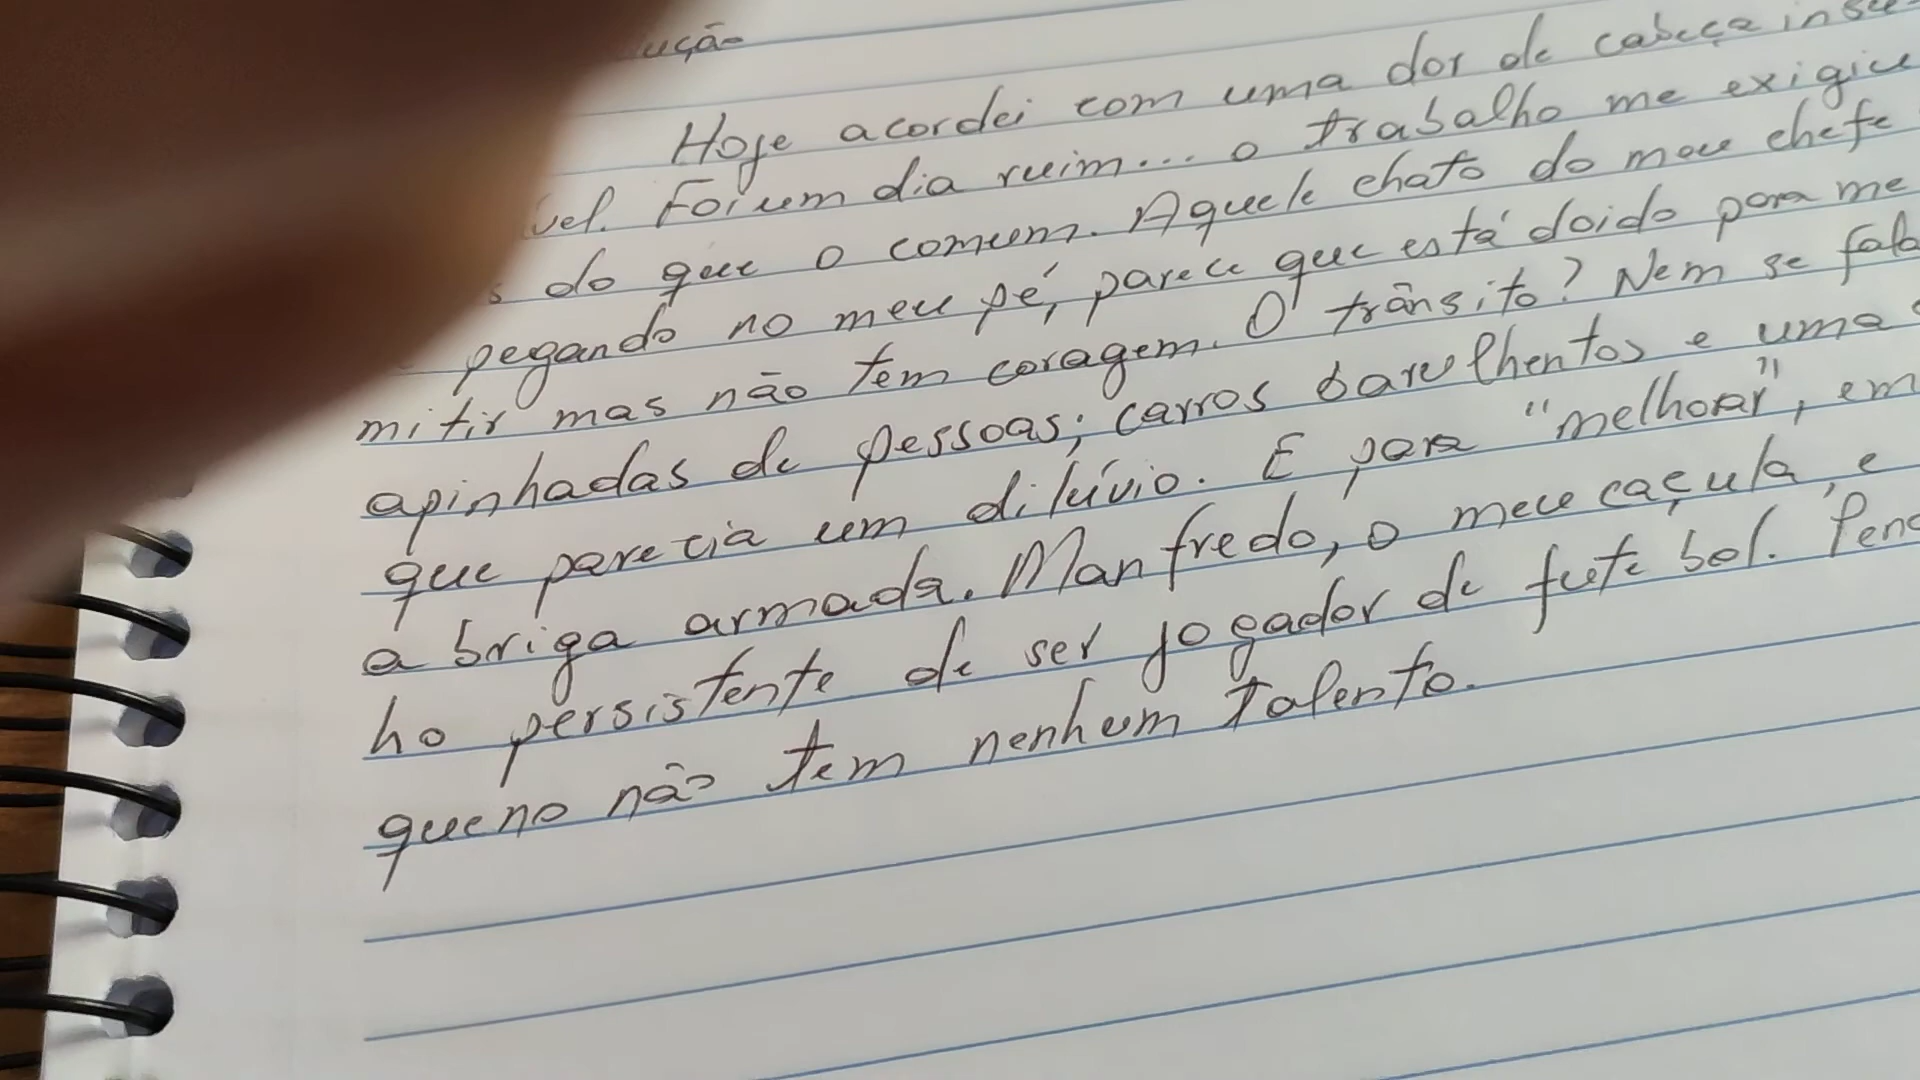 ução
Hoje acordei com uma dor de cabeça insu
vel. Foi um dia ruim... o trabalho me exigiu
s do que o comum. Aquele chato do meu chefe
pegando no meu pé, parece que está doido para me
mitir mas não tem coragem. O trânsito? Nem se fala
apinhadas de pessoas; carros barulhentos e uma
que parecia um dilúvio. E para "melhorar", em
a briga armada. Manfredo, o meu caçula, e
ho persistente de ser jogador de futebol. Pena
queno não tem nenhum talento.